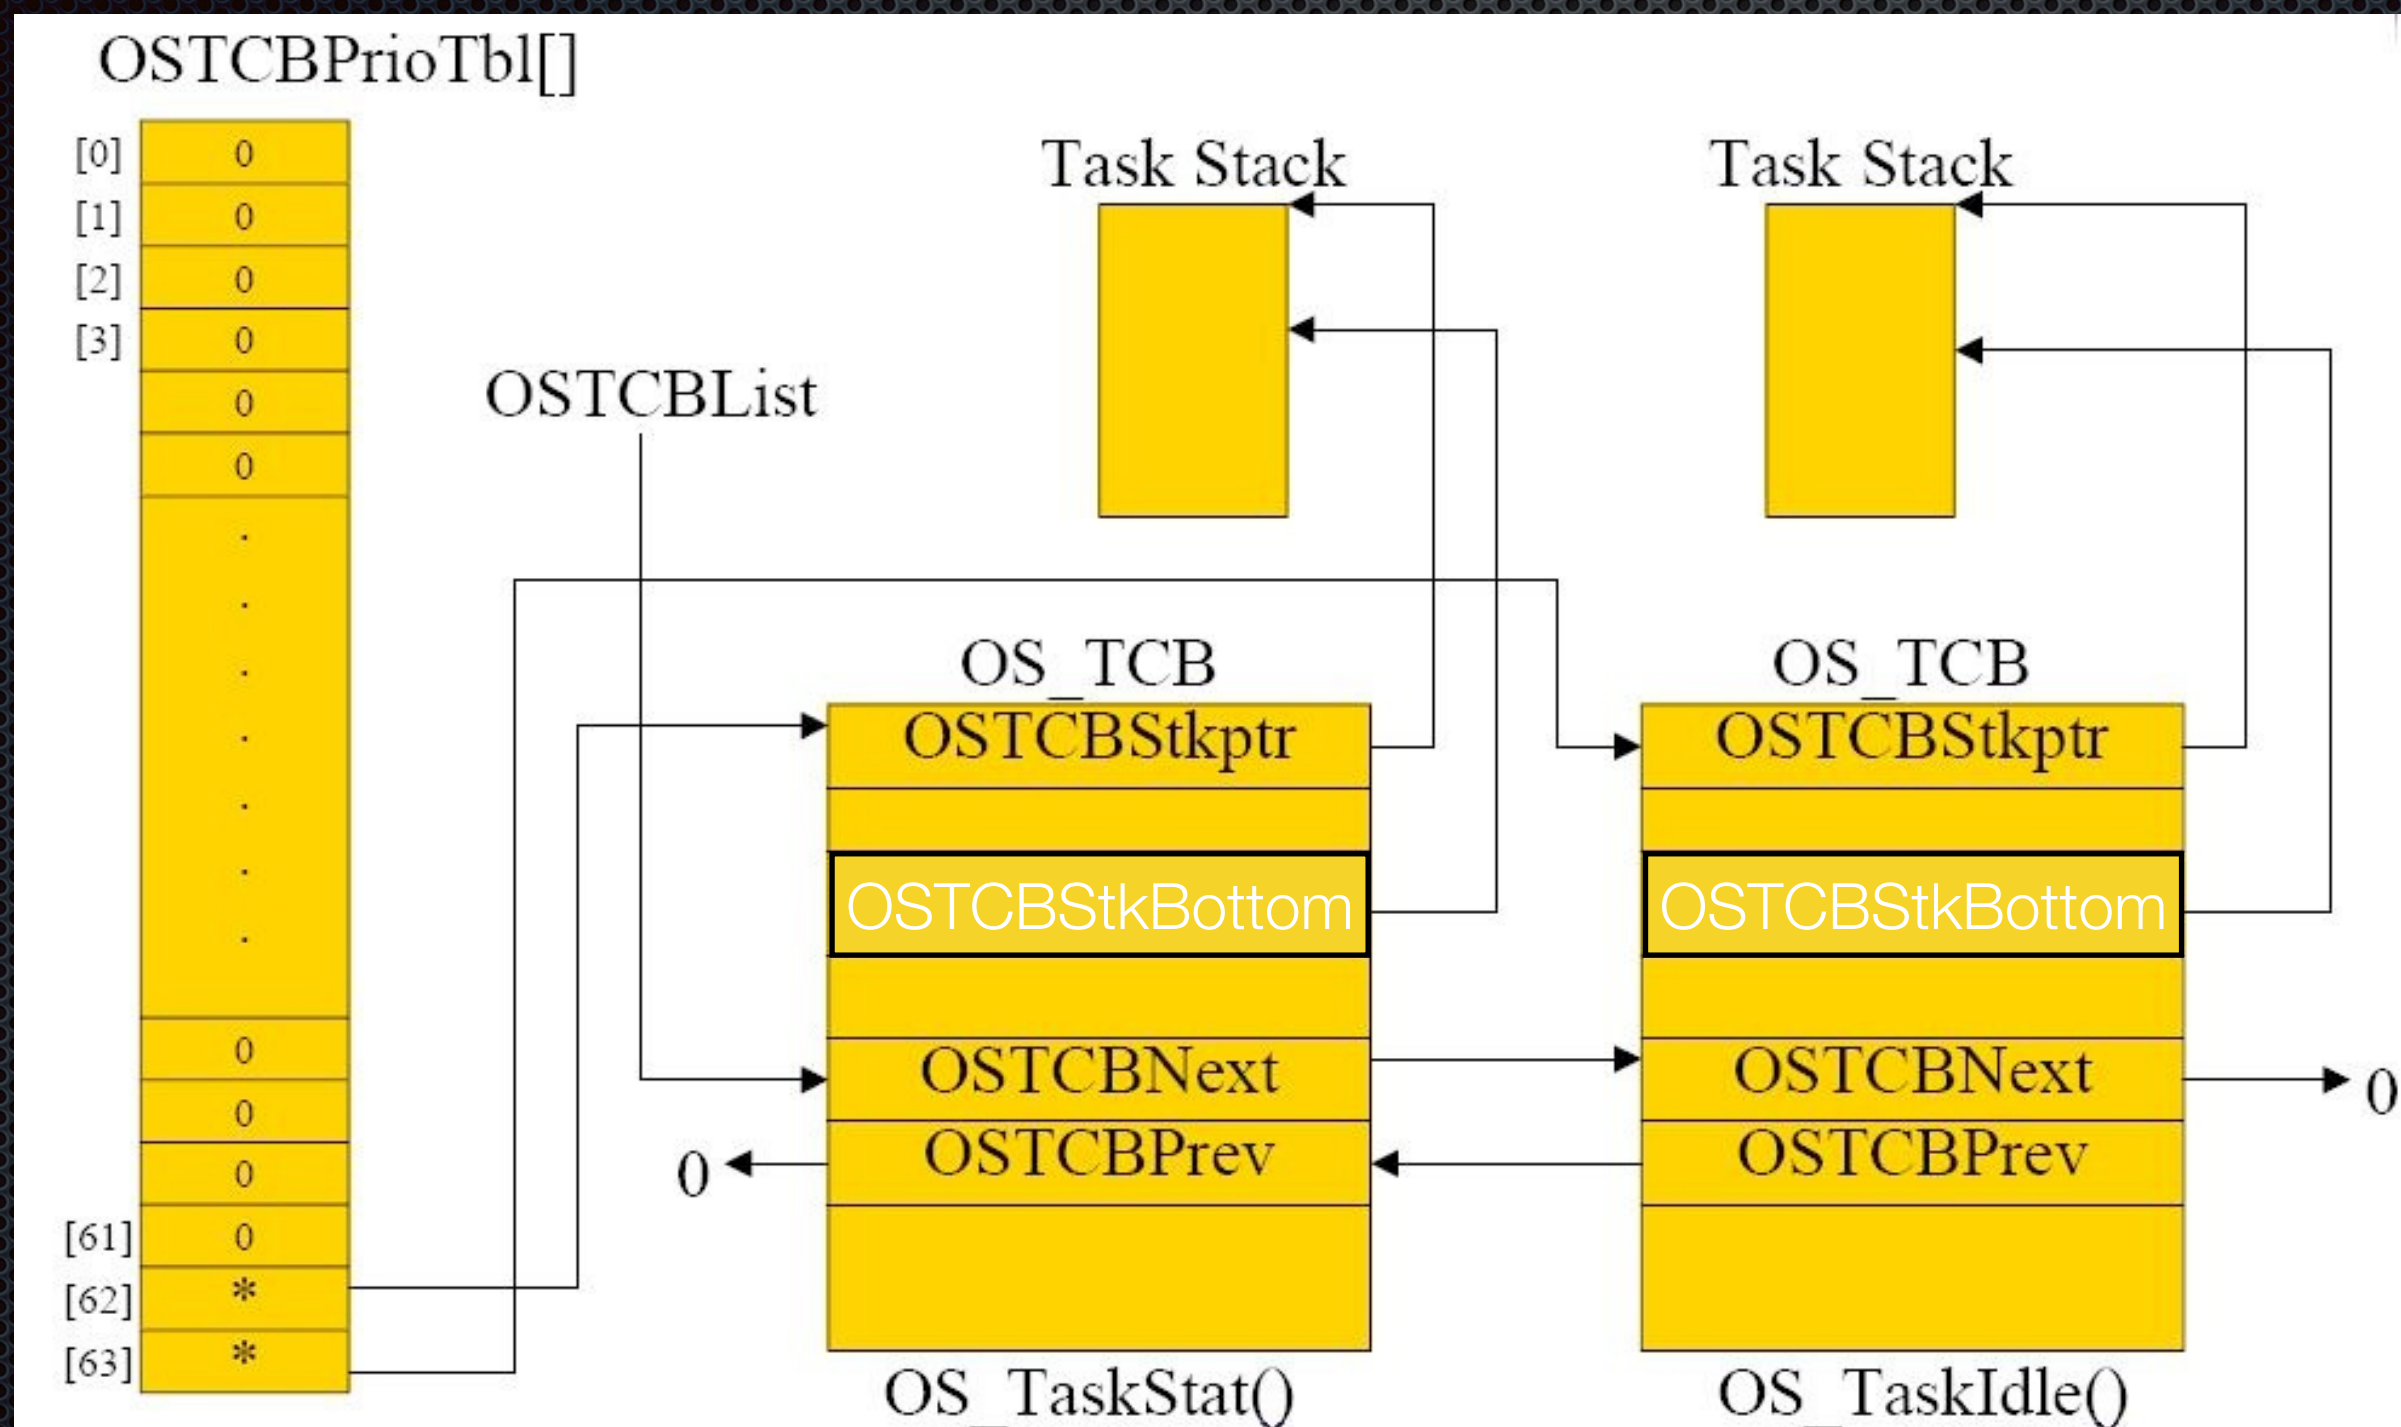 OSTCBPrioTbl[]
[0] 0
[1] 0
[2] 0
[3] 0
0
0
.
.
.
.
.
.
.
0
0
0
[61] 0
[62] *
[63] *
OSTCBList
Task Stack
Task Stack
OS_TCB
OSTCBStkptr
OSTCBStkBottom
OSTCBNext
OSTCBPrev
0
OS_TaskStat()
OS_TCB
OSTCBStkptr
OSTCBStkBottom
OSTCBNext
0
OSTCBPrev
OS_TaskIdle()